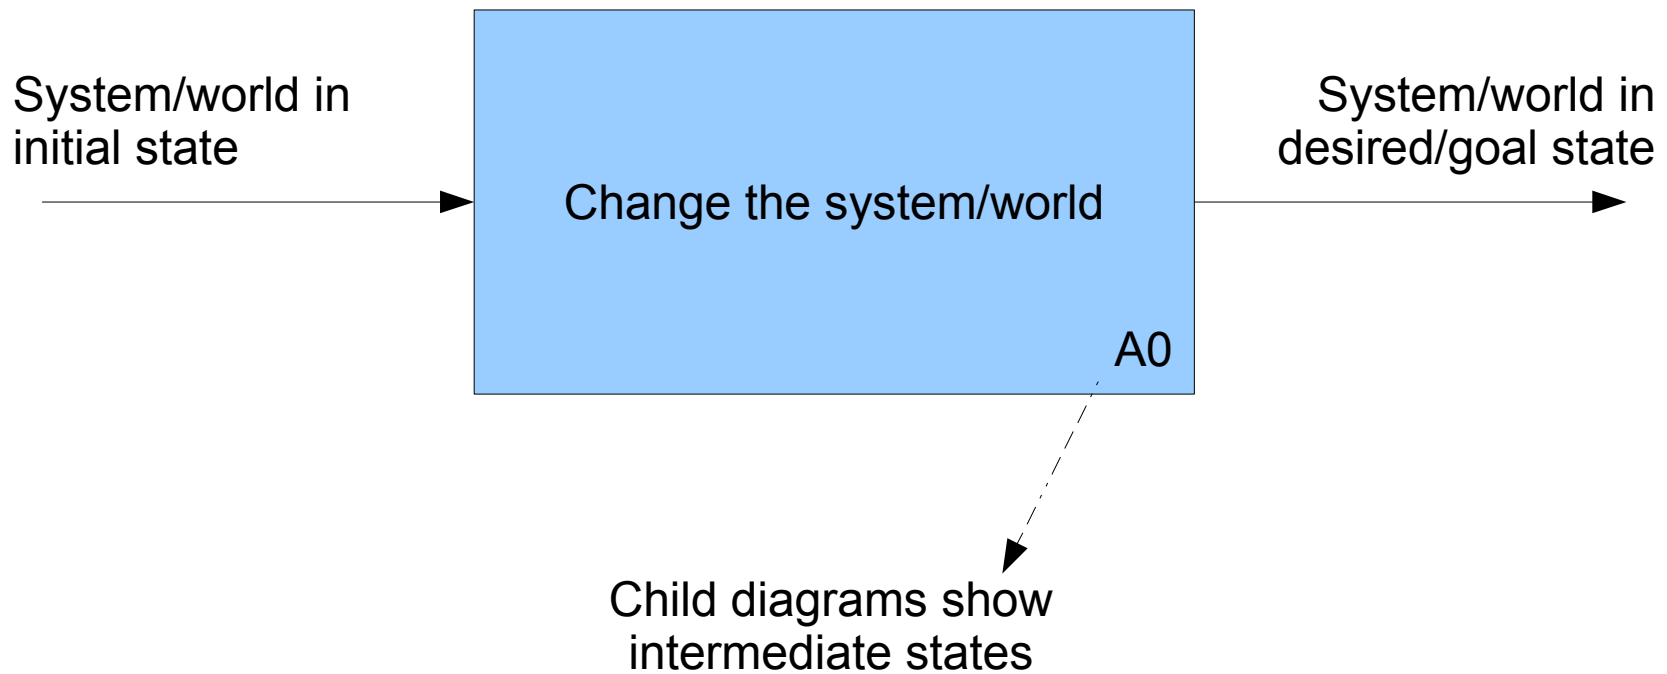 System/world in
initial state
System/world in
desired/goal state
Change the system/world
A0
Child diagrams show
intermediate states